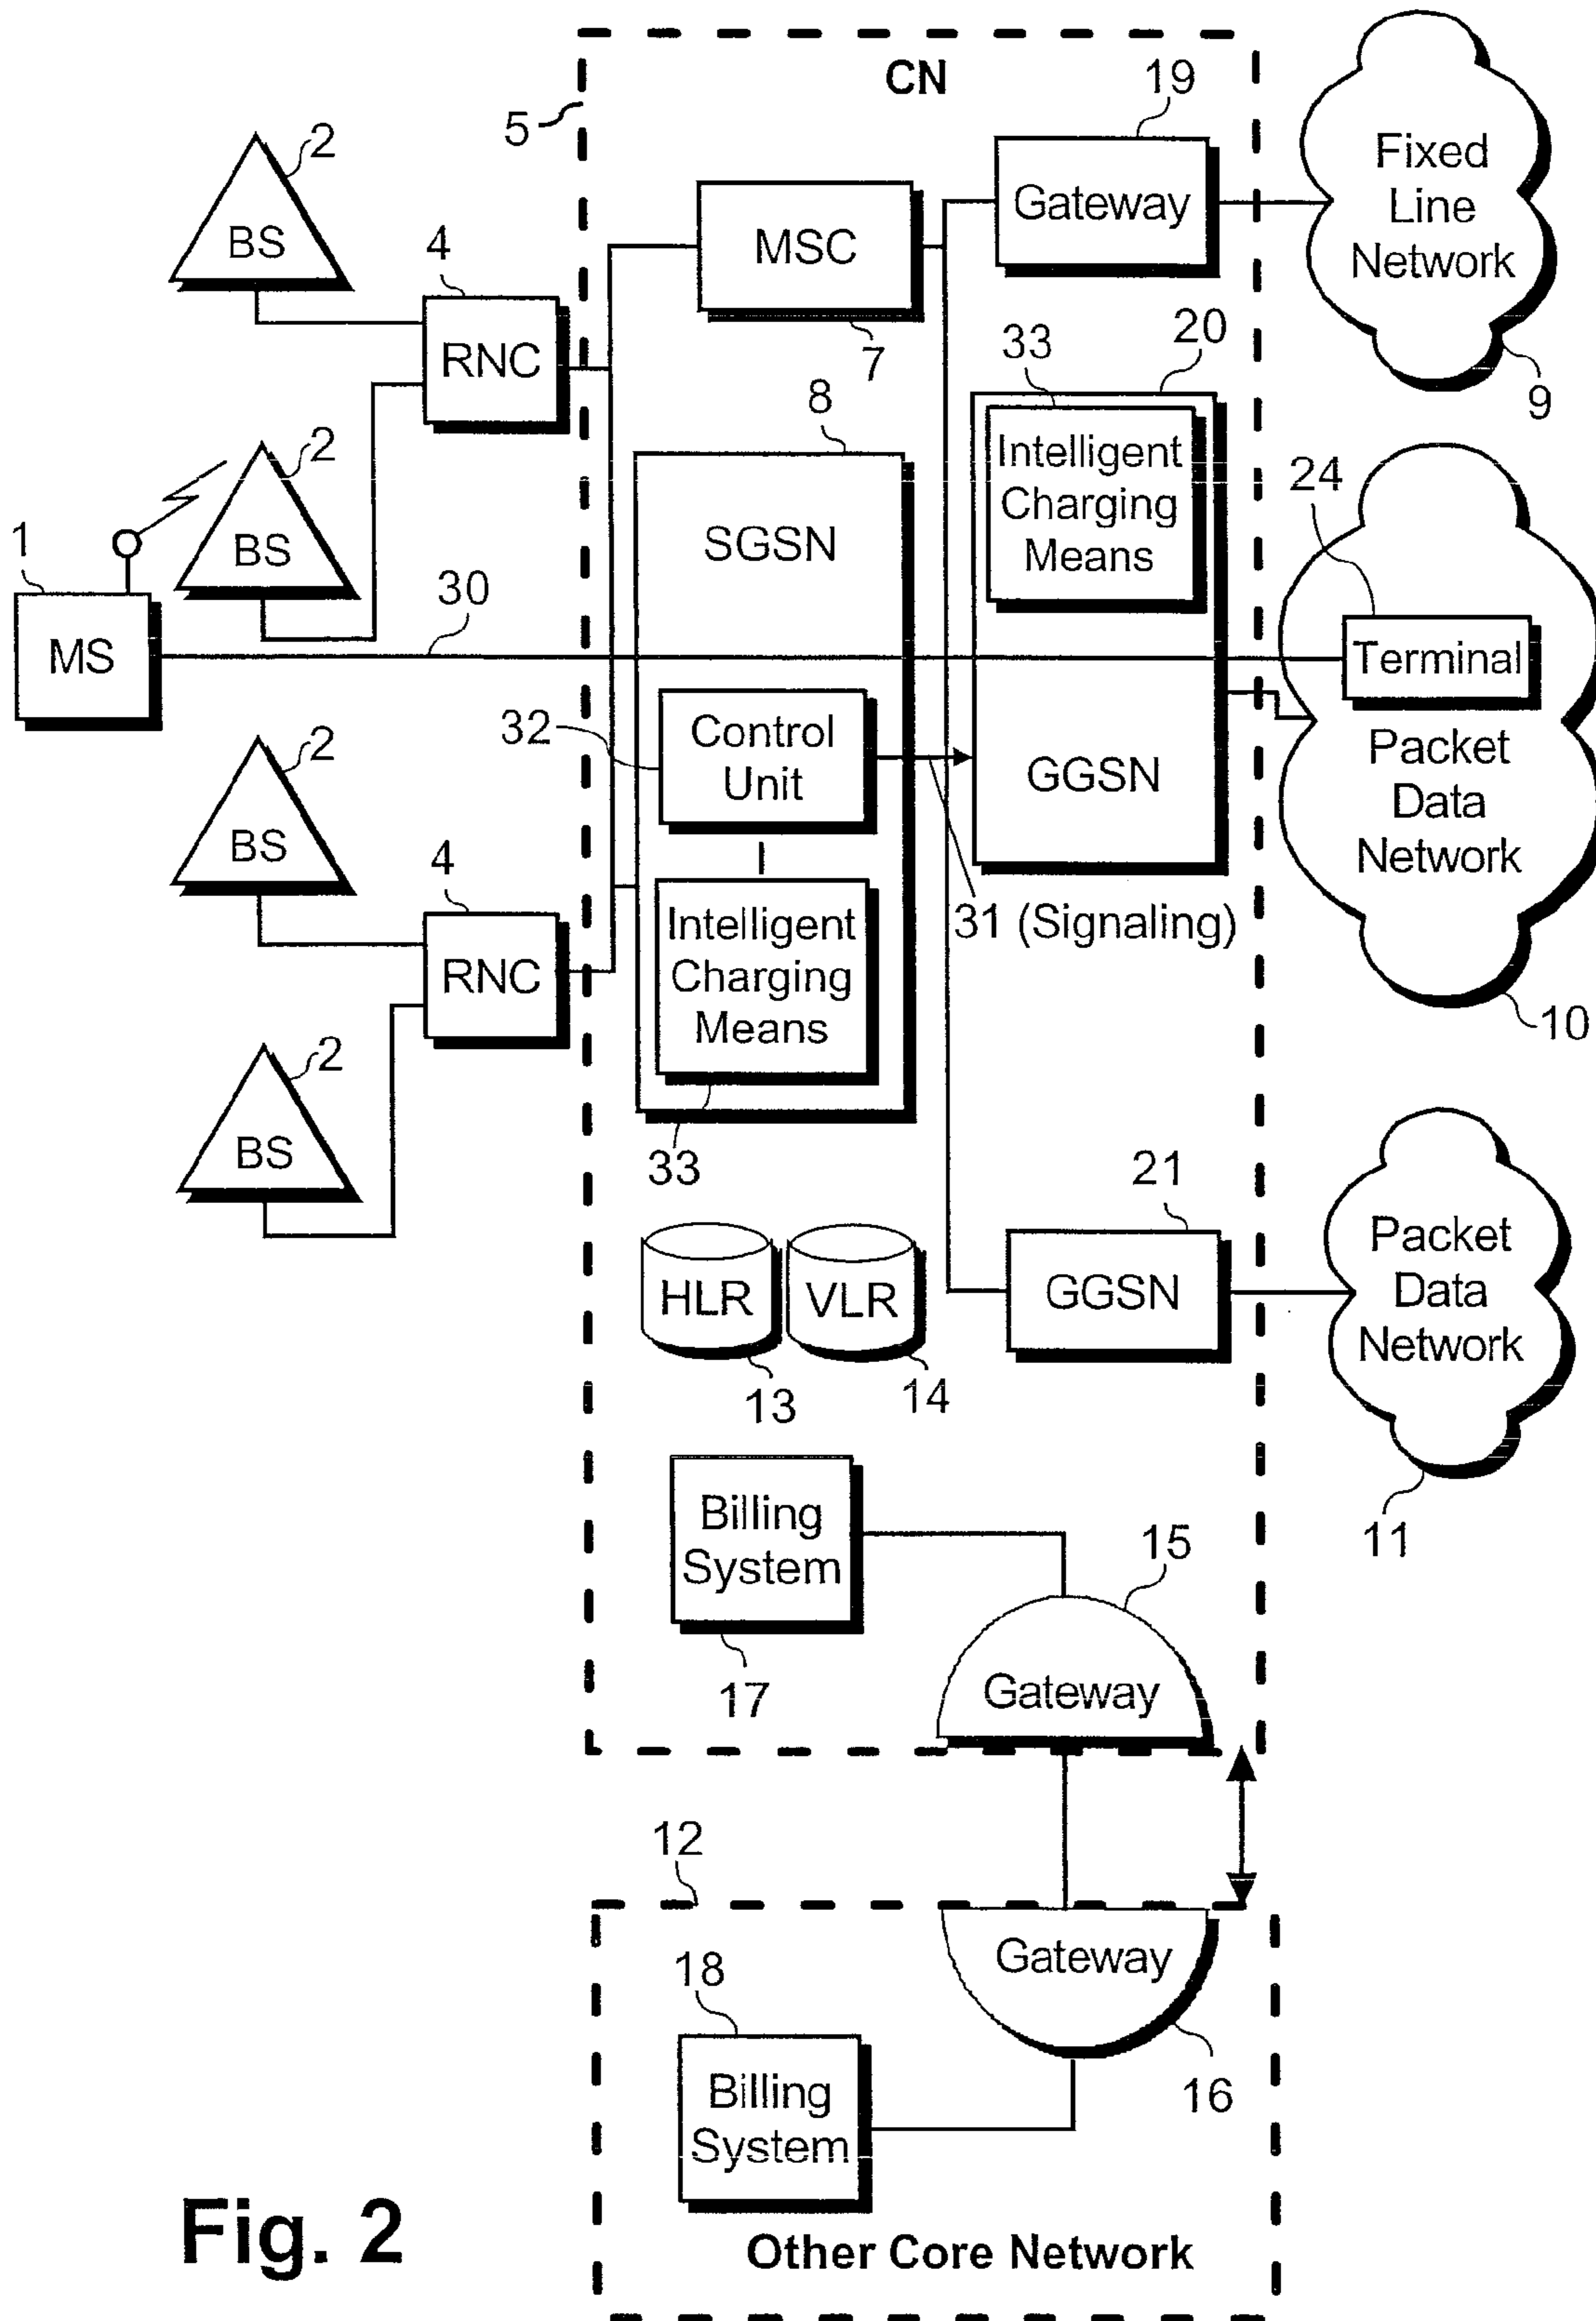 CN
5
19
Gateway
Fixed
Line
Network
9
2
BS
4
RNC
MSC
7
2
BS
1
MS
30
8
SGSN
33
20
Intelligent
Charging
Means
GGSN
24
Terminal
Packet
Data
Network
10
32
Control
Unit
31 (Signaling)
Intelligent
Charging
Means
33
2
BS
4
RNC
2
BS
HLR
VLR
13
14
21
GGSN
Packet
Data
Network
11
Billing
System
17
15
Gateway
12
Gateway
16
18
Billing
System
Other Core Network
Fig. 2